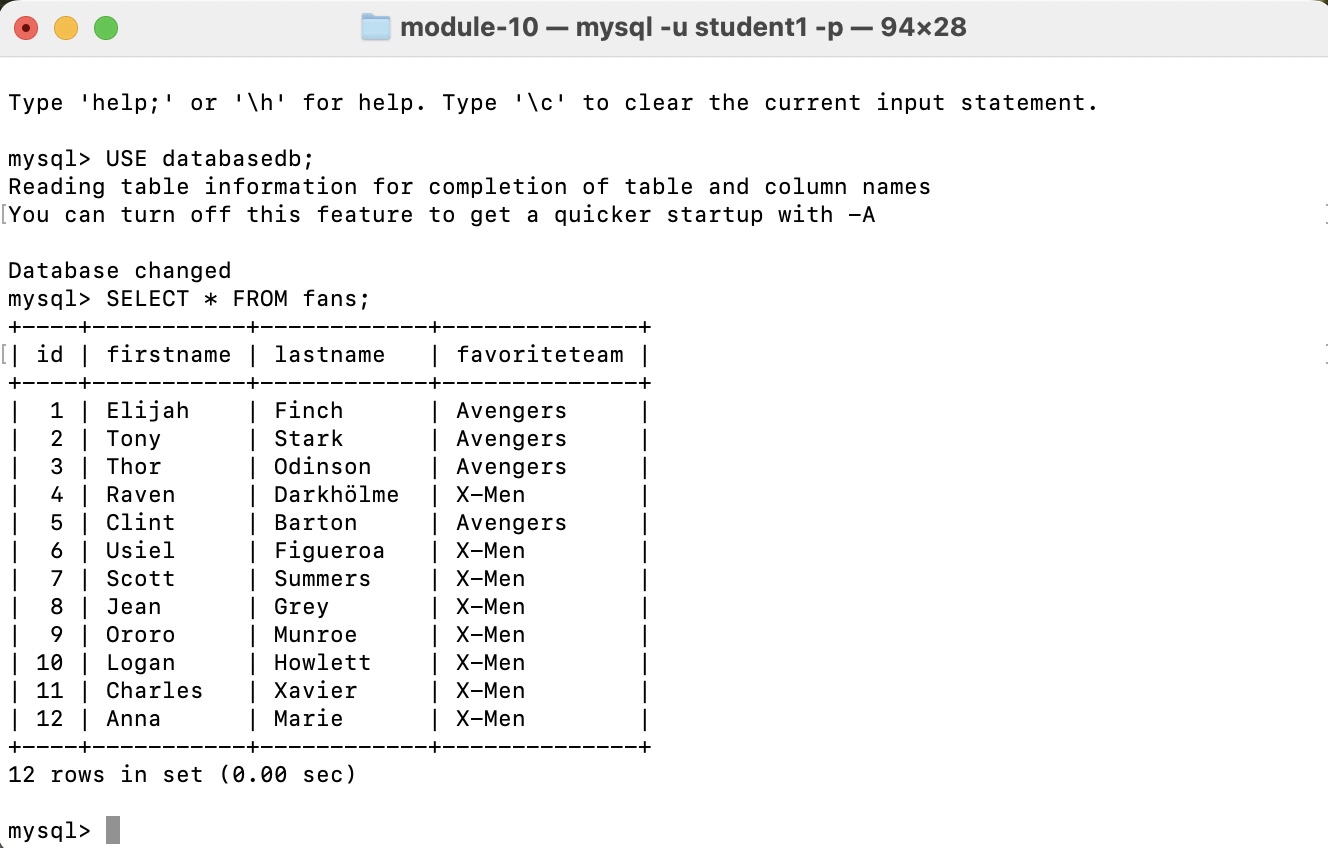 module-10 — mysql -u student1 -p — 94×28
Type 'help;' or '\h' for help. Type '\c' to clear the current input statement.
mysql> USE databasedb;
Reading table information for completion of table and column names
[You can turn off this feature to get a quicker startup with -A ]
Database changed
mysql> SELECT * FROM fans;
+----+-----------+------------+--------------+
[| id | firstname | lastname   | favoriteteam | ]
+----+-----------+------------+--------------+
|  1 | Elijah    | Finch      | Avengers     |
|  2 | Tony      | Stark      | Avengers     |
|  3 | Thor      | Odinson    | Avengers     |
|  4 | Raven     | Darkhölme  | X-Men        |
|  5 | Clint     | Barton     | Avengers     |
|  6 | Usiel     | Figueroa   | X-Men        |
|  7 | Scott     | Summers    | X-Men        |
|  8 | Jean      | Grey       | X-Men        |
|  9 | Ororo     | Munroe     | X-Men        |
| 10 | Logan     | Howlett    | X-Men        |
| 11 | Charles   | Xavier     | X-Men        |
| 12 | Anna      | Marie      | X-Men        |
+----+-----------+------------+--------------+
12 rows in set (0.00 sec)
mysql>